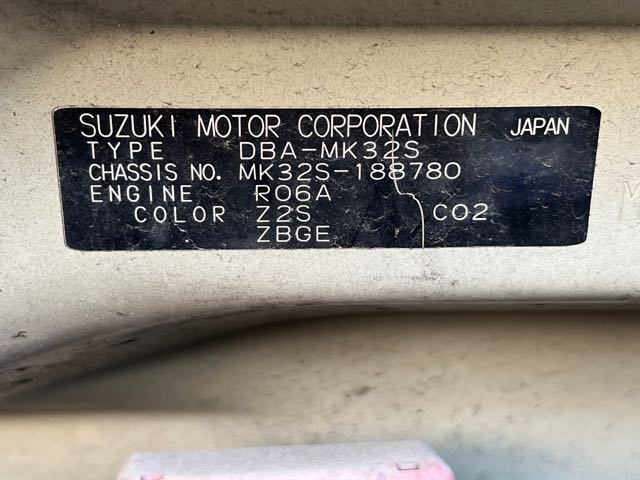 SUZUKI MOTOR CORPORATION JAPAN
TYPE DBA-MK32S
CHASSIS NO. MK32S-188780
ENGINE R06A
COLOR Z2S C02
ZBGE